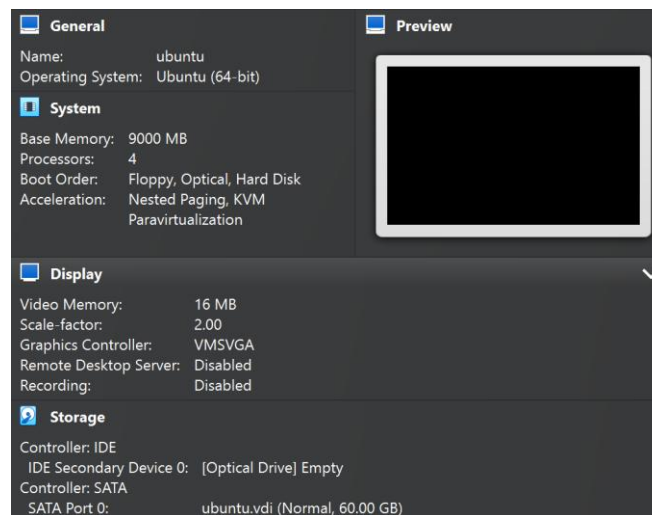 General
Name: ubuntu
Operating System: Ubuntu (64-bit)
Preview
System
Base Memory: 9000 MB
Processors: 4
Boot Order: Floppy, Optical, Hard Disk
Acceleration: Nested Paging, KVM
Paravirtualization
Display
Video Memory: 16 MB
Scale-factor: 2.00
Graphics Controller: VMSVGA
Remote Desktop Server: Disabled
Recording: Disabled
Storage
Controller: IDE
IDE Secondary Device 0: [Optical Drive] Empty
Controller: SATA
SATA Port 0: ubuntu.vdi (Normal, 60.00 GB)